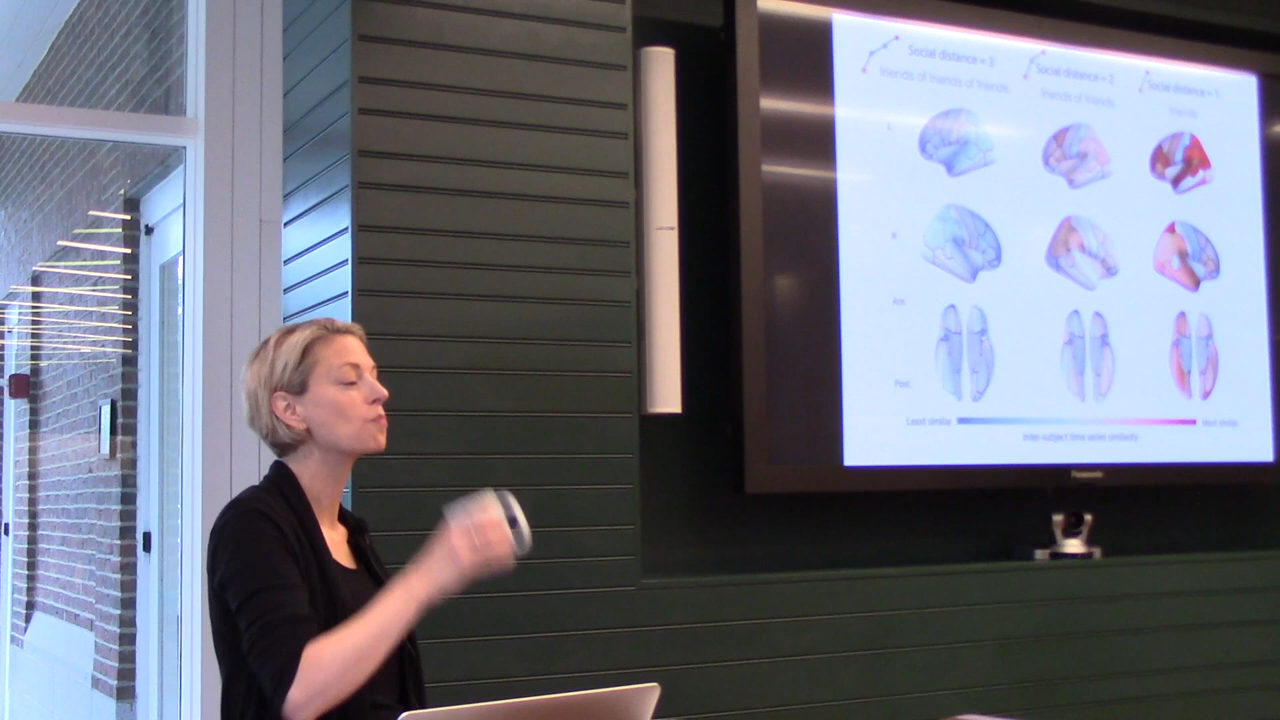 Social distance = 3:
friends of friends of friends
Social distance = 2
friends of friends
Social distance = 1:
friends
L
R
Ant.
Post.
Least similar
Most similar
Inter-subject time series similarity
Panasonic